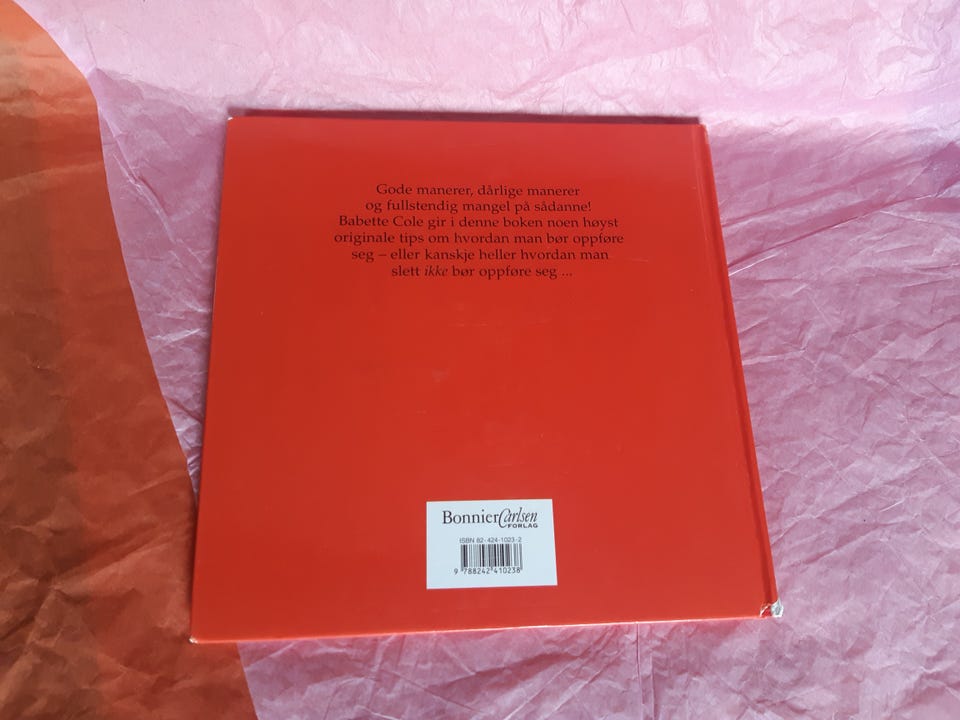 Gode manerer, dårlige manerer
og fullstendig mangel på sådanne!
Babette Cole gir i denne boken noen høyst
originale tips om hvordan man bør oppføre
seg – eller kanskje heller hvordan man
slett ikke bør oppføre seg ...
BonnierCarlsen
FORLAG
ISBN 82-424-1023-2
9 788242 410238